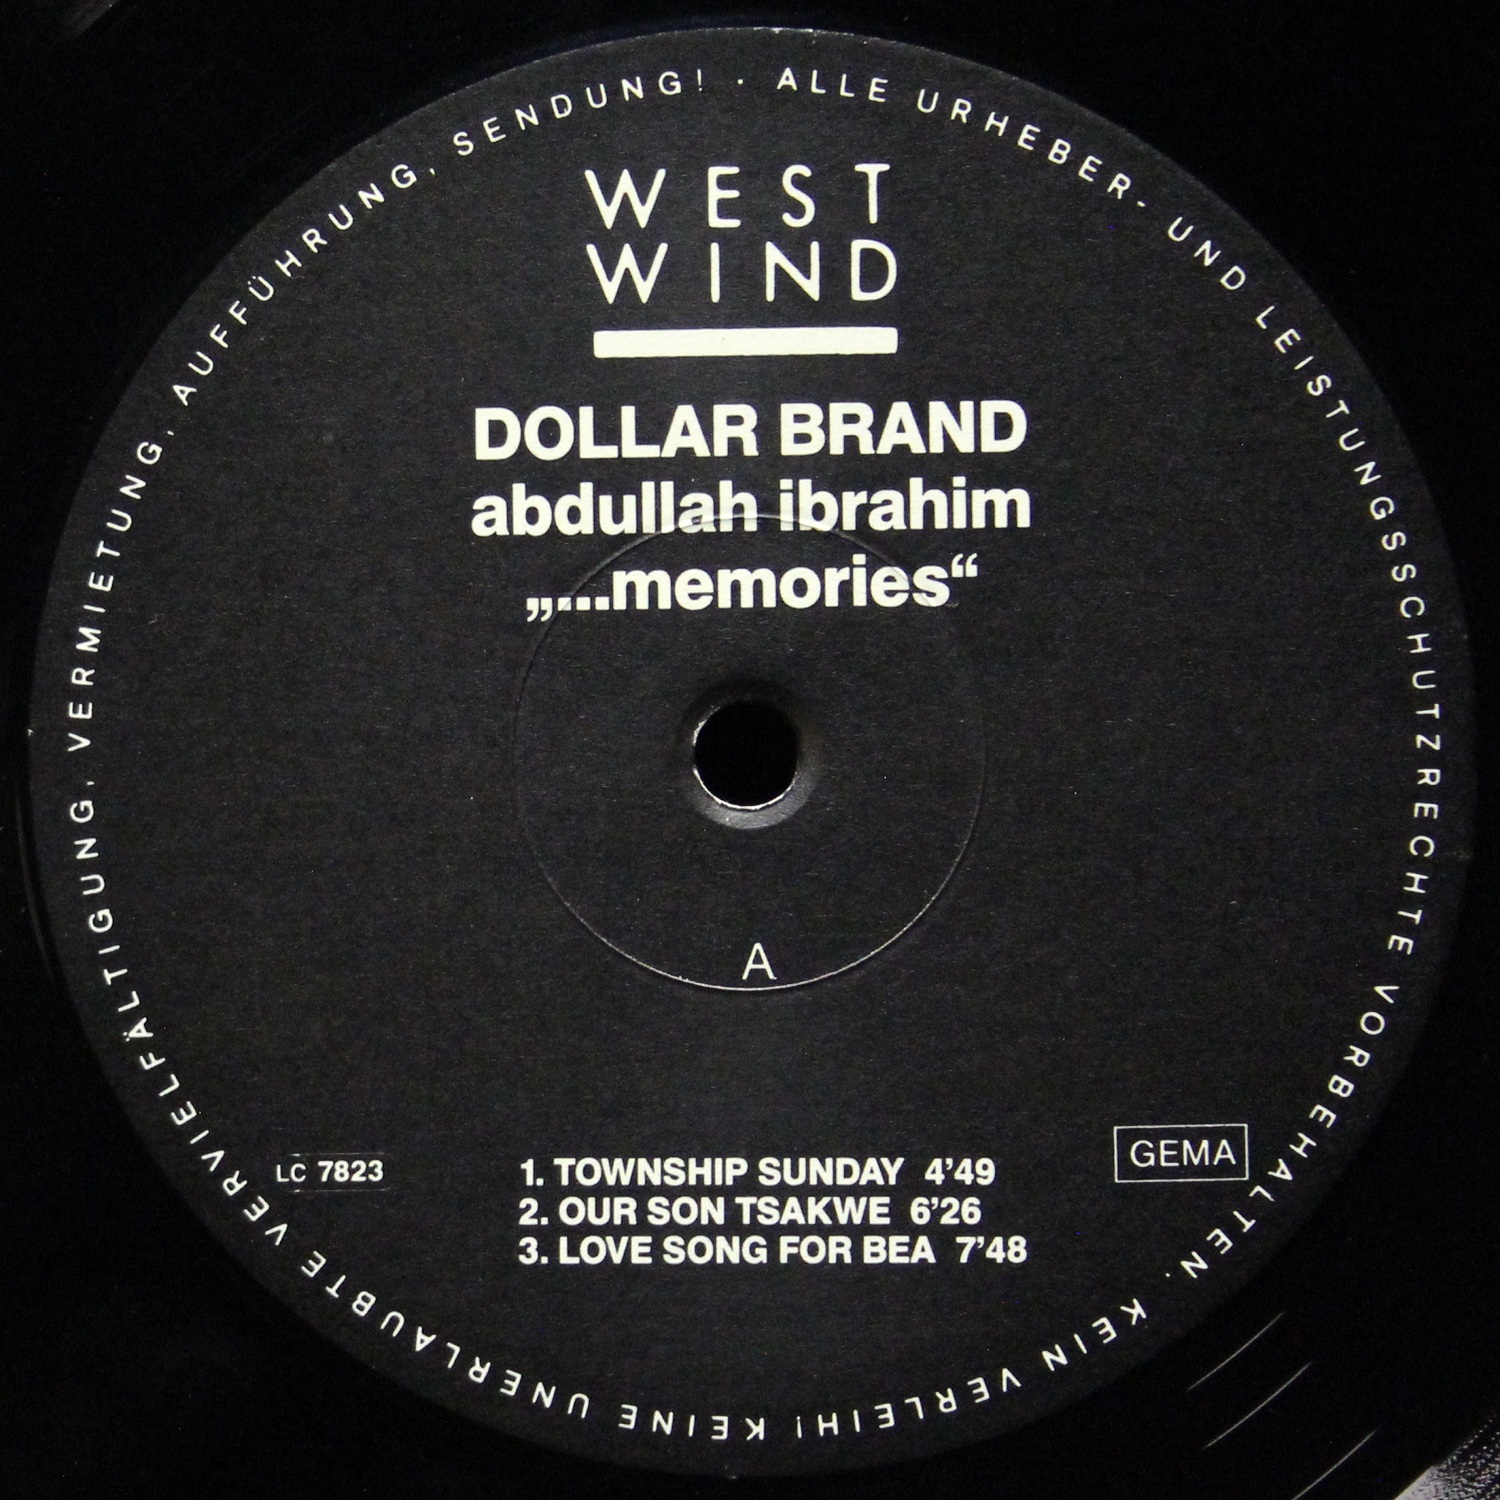 ALLE URHEBER- UND LEISTUNGSSCHUTZRECHTE VORBEHALTEN. KEIN VERLEIH! KEINE UNERLAUBTE VERVIELFÄLTIGUNG, VERMIETUNG, AUFFÜHRUNG, SENDUNG! ·
WEST
WIND
DOLLAR BRAND
abdullah ibrahim
„...memories“
A
LC 7823
GEMA
1. TOWNSHIP SUNDAY 4’49
2. OUR SON TSAKWE 6’26
3. LOVE SONG FOR BEA 7’48